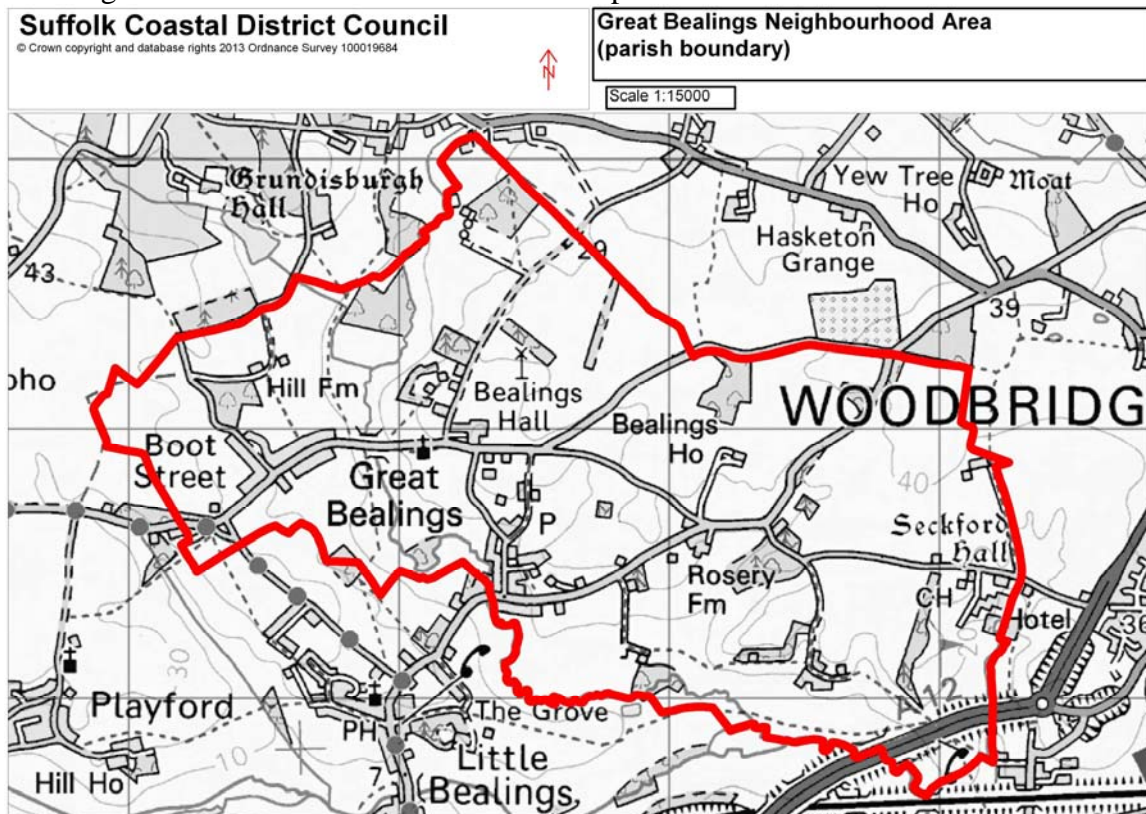 Suffolk Coastal District Council
© Crown copyright and database rights 2013 Ordnance Survey 100019684
N
Great Bealings Neighbourhood Area
(parish boundary)
Scale 1:15000
Grundisburgh
Hall
Yew Tree
Ho
Moat
29
Hasketon
Grange
43
39
Hill Fm
Bealings
Hall
oho
WOODBRIDG
Boot
Street
Bealings
Ho
Great
Bealings
40
P
Seckford
Hall
Rosery
Fm
CH
Hotel
36
30
A12
Playford
The Grove
PH
Little
Bealings
10
Hill Ho
7